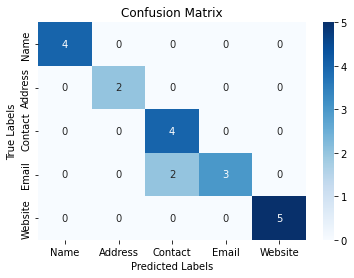 Confusion Matrix
True Labels
Name 4 0 0 0 0
Address 0 2 0 0 0
Contact 0 0 4 0 0
Email 0 0 2 3 0
Website 0 0 0 0 5
Name Address Contact Email Website
Predicted Labels
5
4
3
2
1
0